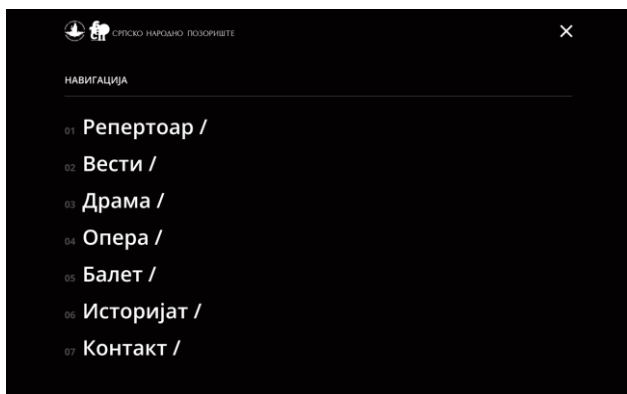 СРПСКО НАРОДНО ПОЗОРИШТЕ
НАВИГАЦИЈА
01 Репертоар /
02 Вести /
03 Драма /
04 Опера /
05 Балет /
06 Историјат /
07 Контакт /